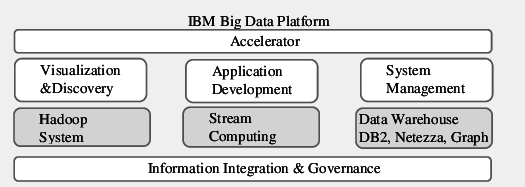 IBM Big Data Platform
Accelerator
Visualization
&Discovery
Application
Development
System
Management
Hadoop
System
Stream
Computing
Data Warehouse
DB2, Netezza, Graph
Information Integration & Governance